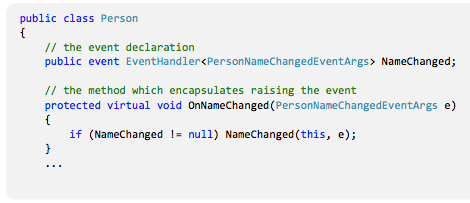 public class Person
{
    // the event declaration
    public event EventHandler<PersonNameChangedEventArgs> NameChanged;

    // the method which encapsulates raising the event
    protected virtual void OnNameChanged(PersonNameChangedEventArgs e)
    {
        if (NameChanged != null) NameChanged(this, e);
    }
    ...